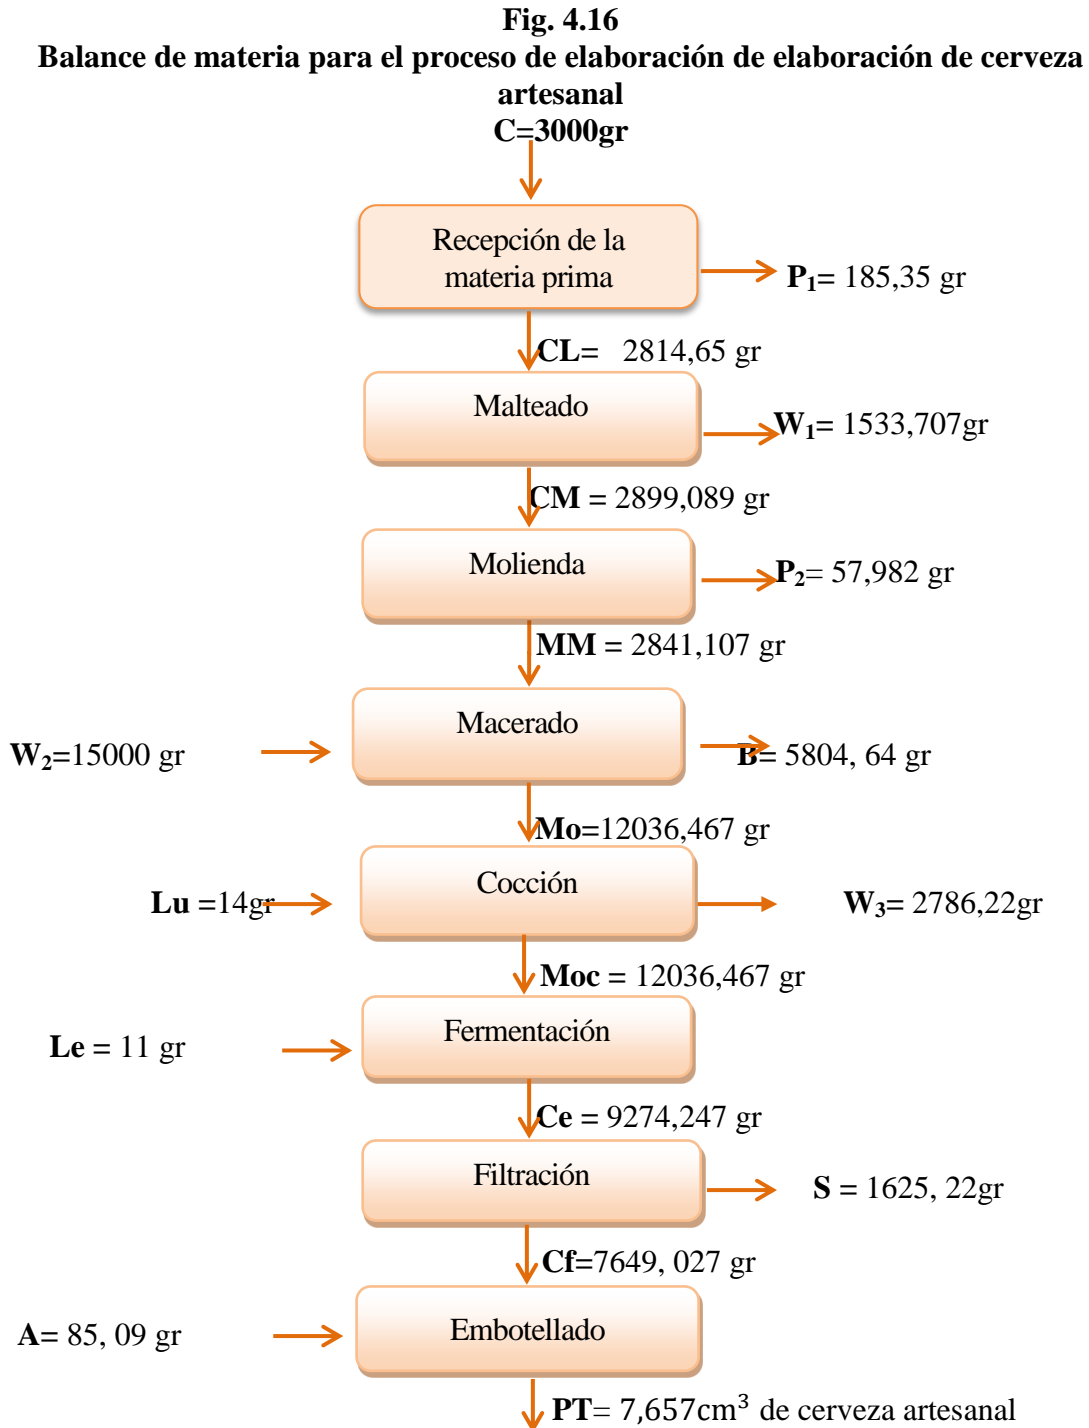 Fig. 4.16
Balance de materia para el proceso de elaboración de elaboración de cerveza
artesanal
C=3000gr
Recepción de la
materia prima
P₁= 185,35 gr
CL= 2814,65 gr
Malteado
W₁= 1533,707gr
CM = 2899,089 gr
Molienda
P₂= 57,982 gr
MM = 2841,107 gr
Macerado
W₂=15000 gr
B= 5804, 64 gr
Mo=12036,467 gr
Cocción
Lu =14gr
W₃= 2786,22gr
Moc = 12036,467 gr
Fermentación
Le = 11 gr
Ce = 9274,247 gr
Filtración
S = 1625, 22gr
Cf=7649, 027 gr
Embotellado
A= 85, 09 gr
PT= 7,657cm³ de cerveza artesanal